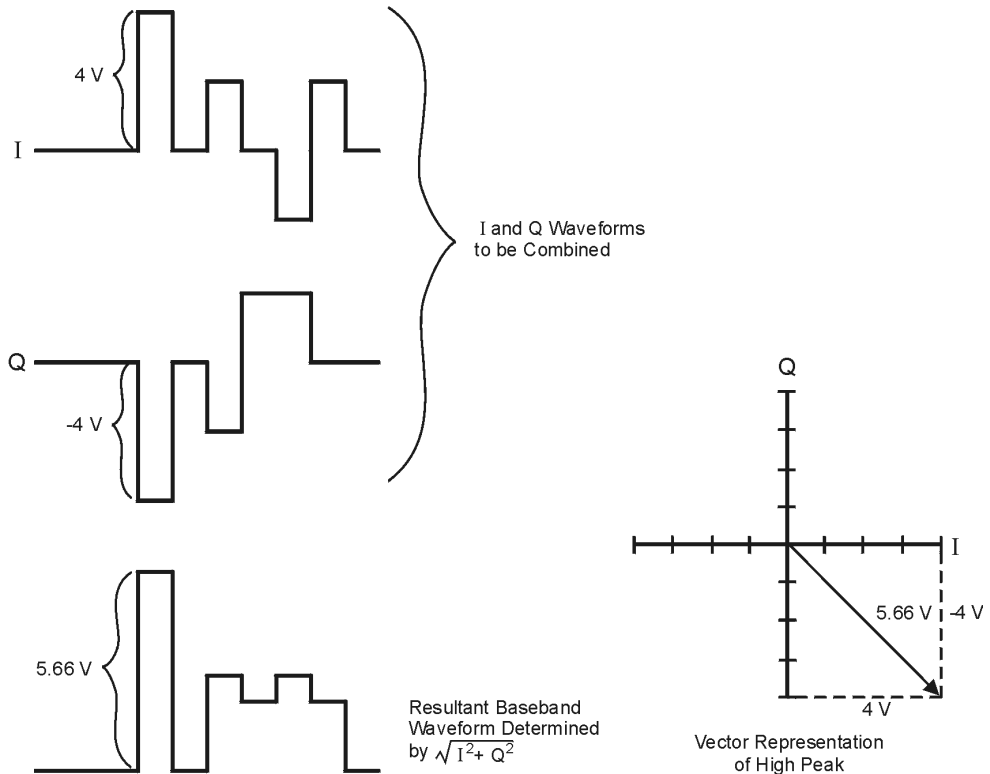 4 V
I
I and Q Waveforms
to be Combined
Q
-4 V
Q
I
5.66 V
-4 V
4 V
5.66 V
Resultant Baseband
Waveform Determined
by √I²+ Q²
Vector Representation
of High Peak